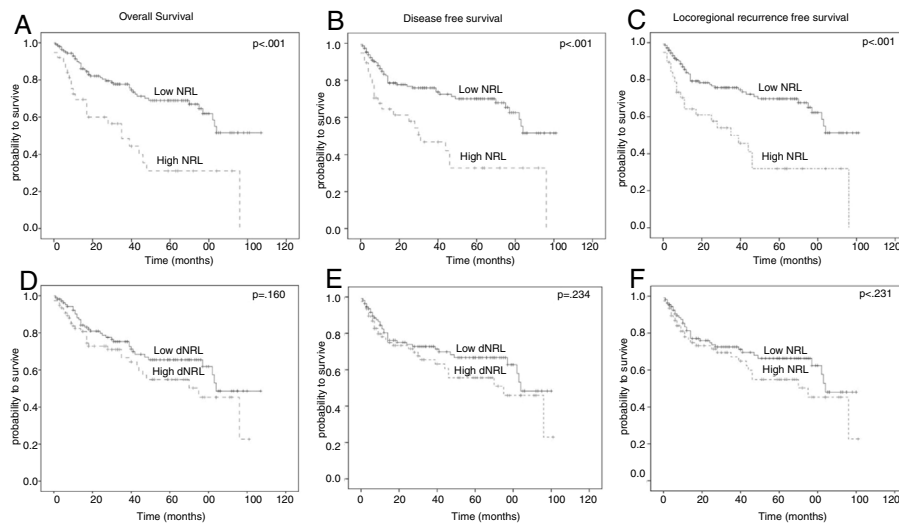 A Overall Survival
p<.001
probability to survive
1.0
0.8
0.6
0.4
0.2
0.0
Low NRL
High NRL
0 20 40 60 80 100 120
Time (months)
B Disease free survival
p<.001
probability to survive
1.0
0.8
0.6
0.4
0.2
0.0
Low NRL
High NRL
0 20 40 60 80 100 120
Time (months)
C Locoregional recurrence free survival
p<.001
probability to survive
1.0
0.8
0.6
0.4
0.2
0.0
Low NRL
High NRL
0 20 40 60 80 100 120
Time (months)
D
p=.160
probability to survive
1.0
0.8
0.6
0.4
0.2
0.0
Low dNRL
High dNRL
0 20 40 60 00 100 120
Time (months)
E
p=.234
probability to survive
1.0
0.8
0.6
0.4
0.2
0.0
Low dNRL
High dNRL
0 20 40 60 00 100 120
Time (months)
F
p<.231
probability to survive
1.0
0.8
0.6
0.4
0.2
0.0
Low NRL
High NRL
0 20 40 60 00 100 120
Time (months)